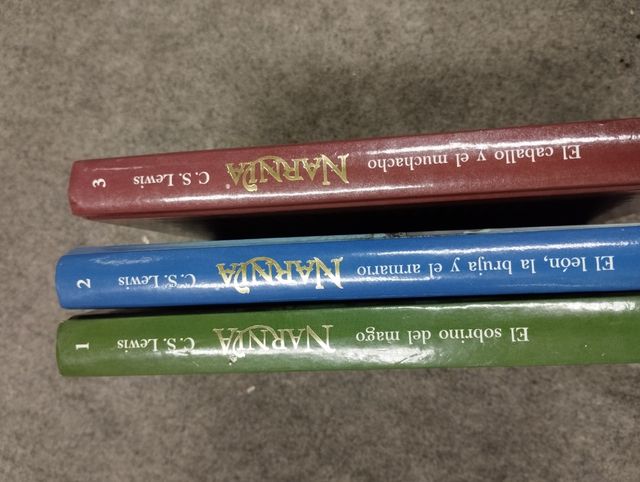 3 C. S. Lewis NARNIA El caballo y el muchacho
2 C. S. Lewis NARNIA El león, la bruja y el armario
1 C. S. Lewis NARNIA El sobrino del mago